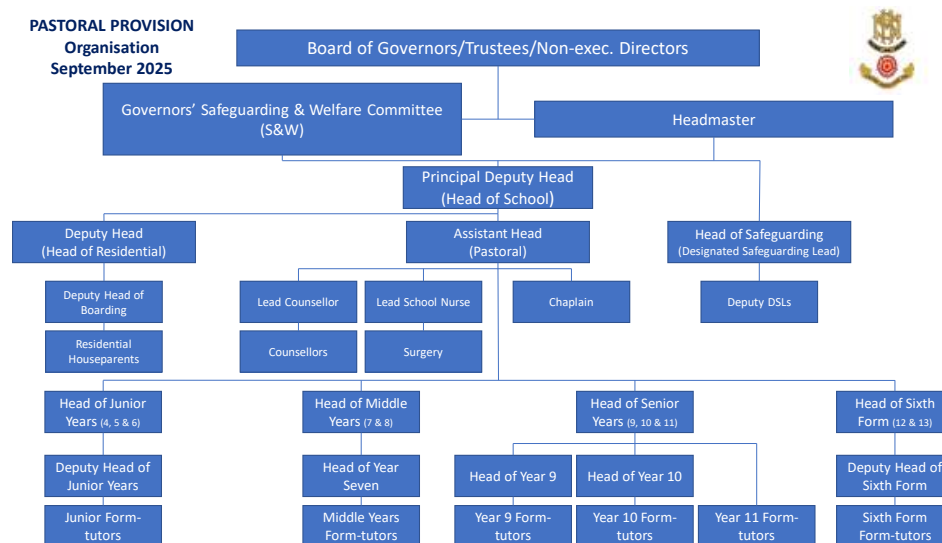 PASTORAL PROVISION
Organisation
September 2025
Board of Governors/Trustees/Non-exec. Directors
Governors' Safeguarding & Welfare Committee
(S&W)
Headmaster
Principal Deputy Head
(Head of School)
Deputy Head
(Head of Residential)
Assistant Head
(Pastoral)
Head of Safeguarding
(Designated Safeguarding Lead)
Deputy Head of
Boarding
Lead Counsellor
Lead School Nurse
Chaplain
Deputy DSLs
Residential
Houseparents
Counsellors
Surgery
Head of Junior
Years (4, 5 & 6)
Head of Middle
Years (7 & 8)
Head of Senior
Years (9, 10 & 11)
Head of Sixth
Form (12 & 13)
Deputy Head of
Junior Years
Head of Year
Seven
Head of Year 9
Head of Year 10
Deputy Head of
Sixth Form
Junior Form-
tutors
Middle Years
Form-tutors
Year 9 Form-
tutors
Year 10 Form-
tutors
Year 11 Form-
tutors
Sixth Form
Form-tutors